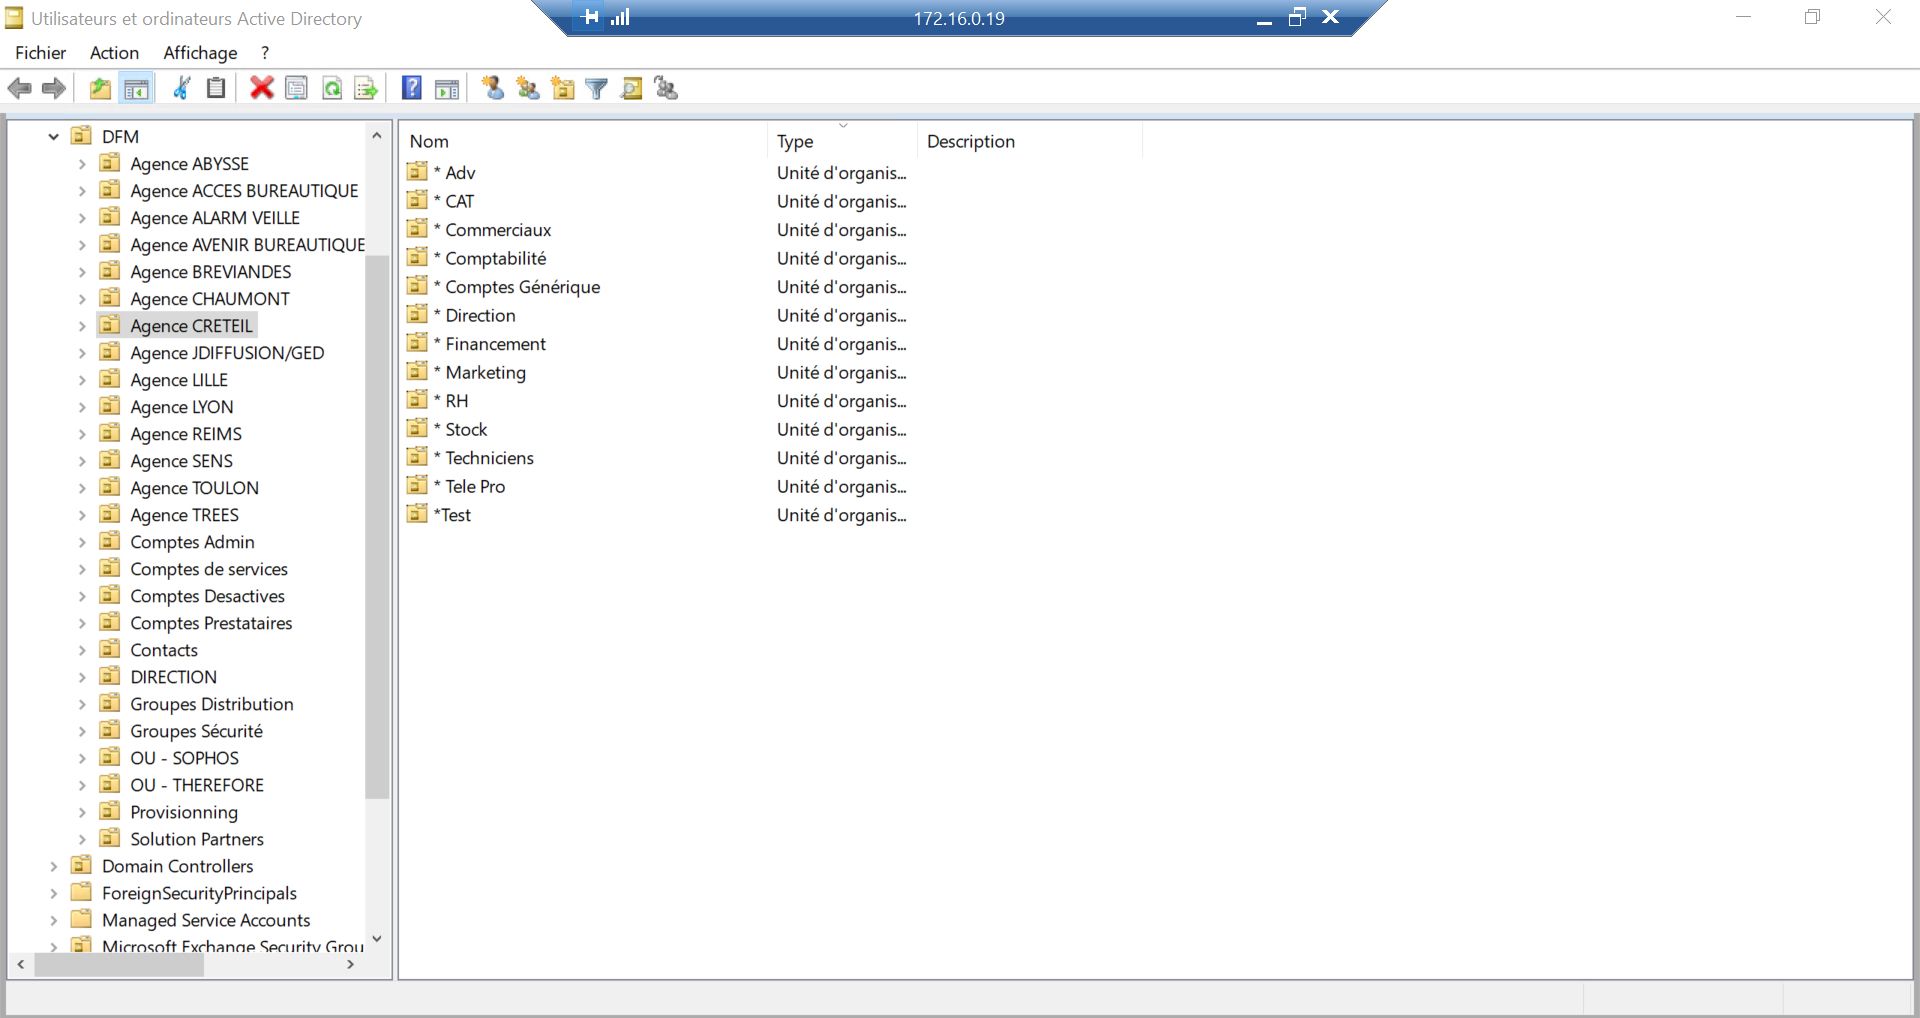 Utilisateurs et ordinateurs Active Directory
172.16.0.19
Fichier Action Affichage ?
DFM
Agence ABYSSE
Agence ACCES BUREAUTIQUE
Agence ALARM VEILLE
Agence AVENIR BUREAUTIQUE
Agence BREVIANDES
Agence CHAUMONT
Agence CRETEIL
Agence JDIFFUSION/GED
Agence LILLE
Agence LYON
Agence REIMS
Agence SENS
Agence TOULON
Agence TREES
Comptes Admin
Comptes de services
Comptes Desactives
Comptes Prestataires
Contacts
DIRECTION
Groupes Distribution
Groupes Sécurité
OU - SOPHOS
OU - THEREFORE
Provisionning
Solution Partners
Domain Controllers
ForeignSecurityPrincipals
Managed Service Accounts
Microsoft Exchange Security Grou
Nom Type Description
* Adv Unité d'organis...
* CAT Unité d'organis...
* Commerciaux Unité d'organis...
* Comptabilité Unité d'organis...
* Comptes Générique Unité d'organis...
* Direction Unité d'organis...
* Financement Unité d'organis...
* Marketing Unité d'organis...
* RH Unité d'organis...
* Stock Unité d'organis...
* Techniciens Unité d'organis...
* Tele Pro Unité d'organis...
*Test Unité d'organis...